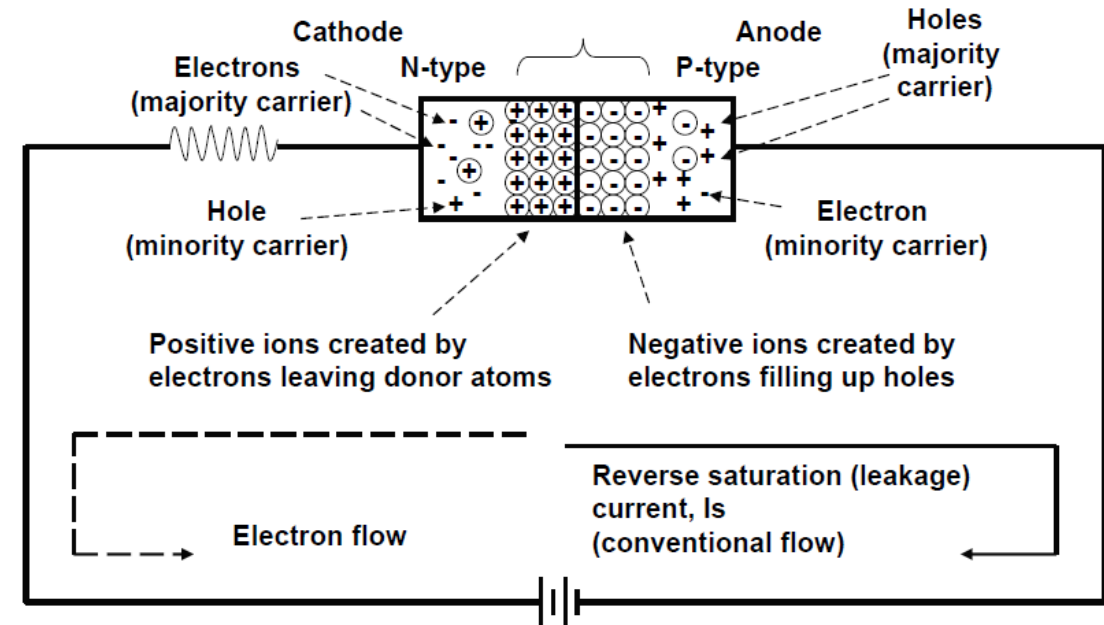 Cathode
N-type
Electrons
(majority carrier)
Hole
(minority carrier)
Anode
P-type
Holes
(majority
carrier)
Electron
(minority carrier)
Positive ions created by
electrons leaving donor atoms
Negative ions created by
electrons filling up holes
Electron flow
Reverse saturation (leakage)
current, Is
(conventional flow)